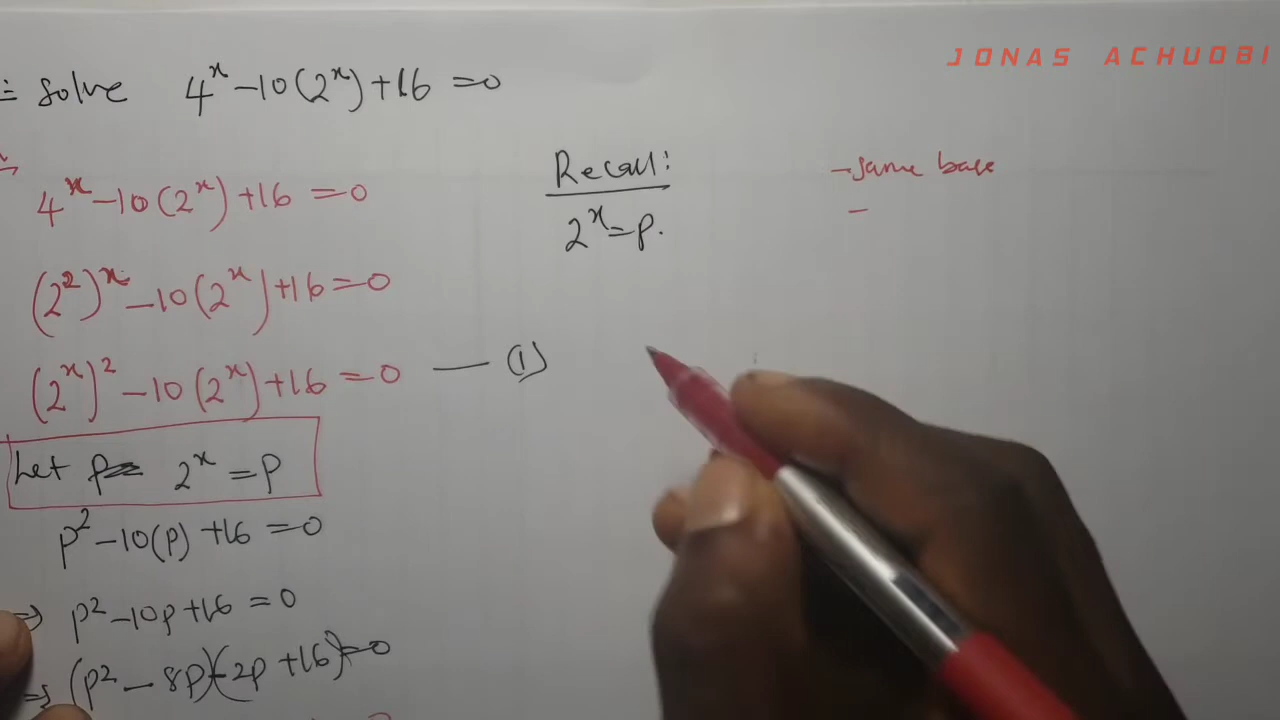 JONAS ACHUOBI
= solve 4^x - 10(2^x) + 16 = 0
4^x - 10(2^x) + 16 = 0
(2^2)^x - 10(2^x) + 16 = 0
(2^x)^2 - 10(2^x) + 16 = 0 — (1)
Let 2^x = p
p^2 - 10(p) + 16 = 0
⇒ p^2 - 10p + 16 = 0
⇒ (p^2 - 8p)(-2p + 16) = 0
Recall:
2^x = p.
- same base
-